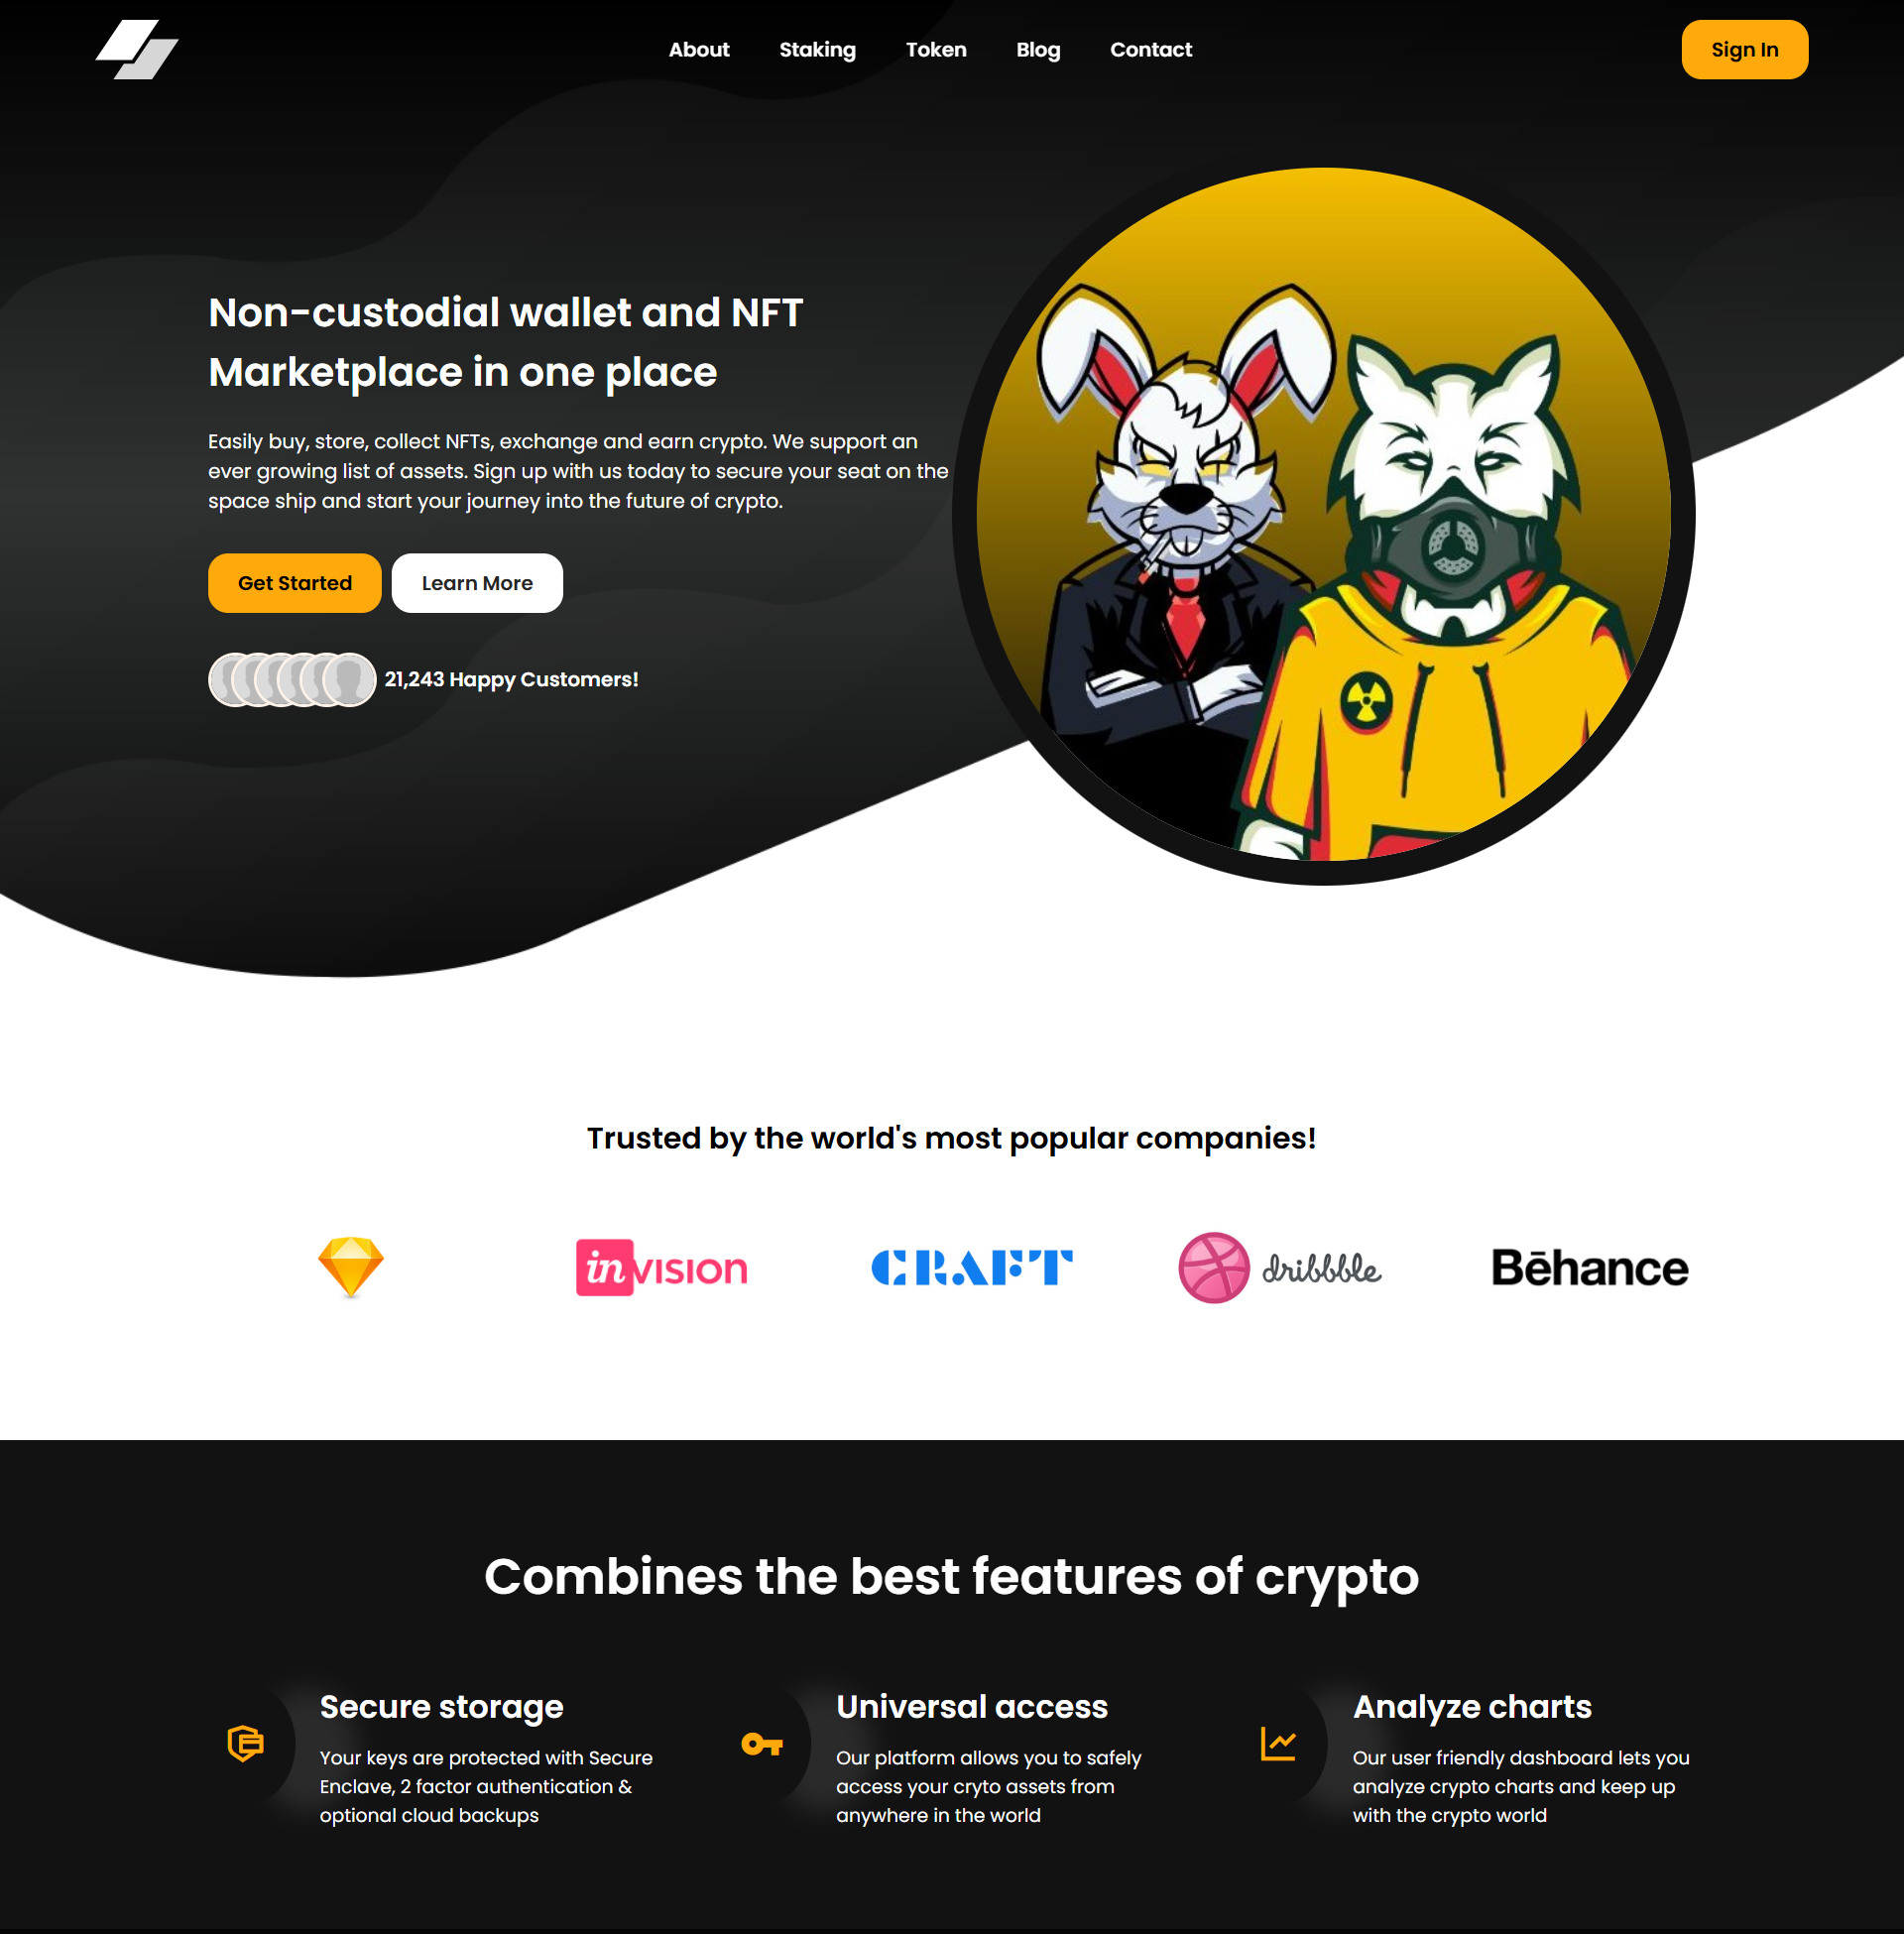 About Staking Token Blog Contact Sign In
Non-custodial wallet and NFT
Marketplace in one place
Easily buy, store, collect NFTs, exchange and earn crypto. We support an
ever growing list of assets. Sign up with us today to secure your seat on the
space ship and start your journey into the future of crypto.
Get Started Learn More
21,243 Happy Customers!
Trusted by the world's most popular companies!
invision CRAFT dribbble Bēhance
Combines the best features of crypto
Secure storage
Your keys are protected with Secure
Enclave, 2 factor authentication &
optional cloud backups
Universal access
Our platform allows you to safely
access your cryto assets from
anywhere in the world
Analyze charts
Our user friendly dashboard lets you
analyze crypto charts and keep up
with the crypto world